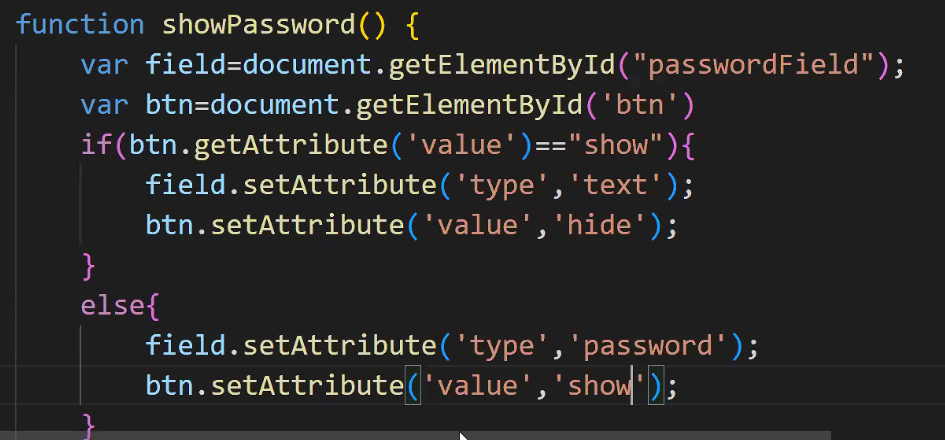 function showPassword() {
var field=document.getElementById("passwordField");
var btn=document.getElementById('btn')
if(btn.getAttribute('value')=="show"){
field.setAttribute('type','text');
btn.setAttribute('value','hide');
}
else{
field.setAttribute('type','password');
btn.setAttribute('value','show');
}